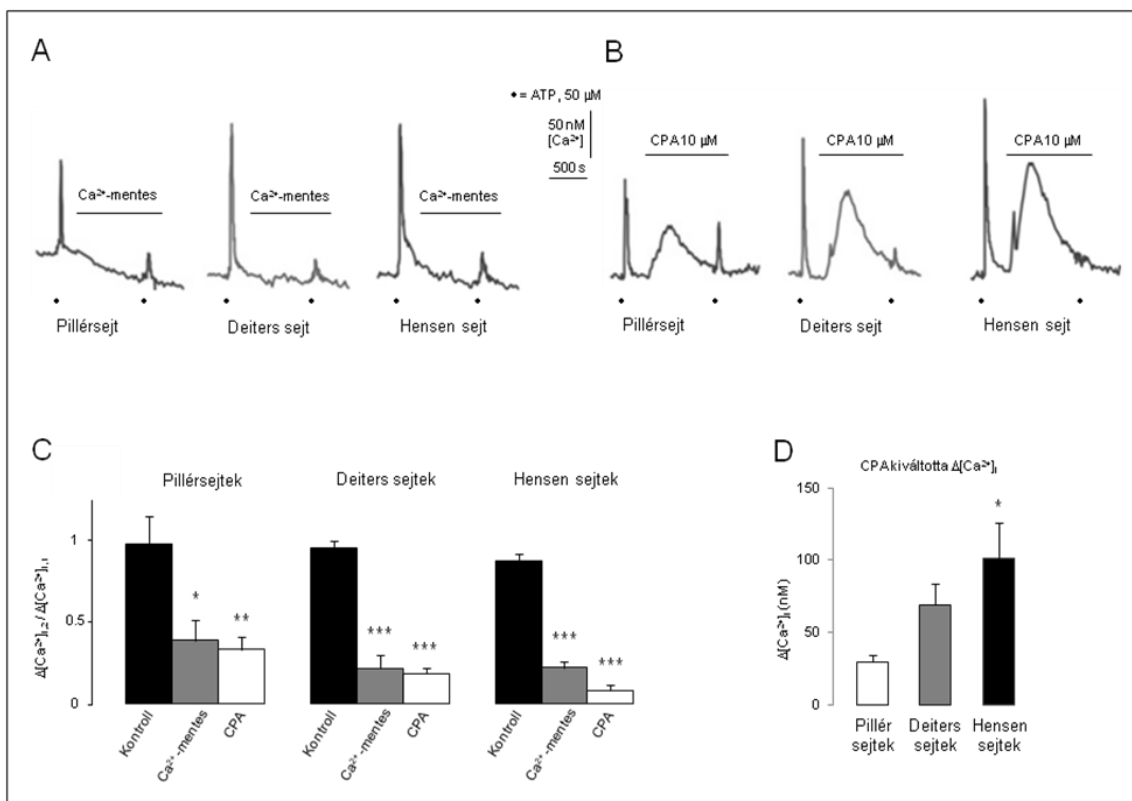 A
B
• = ATP, 50 µM
50 nM
[Ca²⁺]
500 s
Ca²⁺-mentes
Ca²⁺-mentes
Ca²⁺-mentes
CPA10 µM
CPA10 µM
CPA10 µM
Pillérsejt
Deiters sejt
Hensen sejt
Pillérsejt
Deiters sejt
Hensen sejt
C
Pillérsejtek
Deiters sejtek
Hensen sejtek
Δ[Ca²⁺]i,2 / Δ[Ca²⁺]i,1
1
0.5
0
*
**
***
***
***
***
Kontroll
Ca²⁺-mentes
CPA
Kontroll
Ca²⁺-mentes
CPA
Kontroll
Ca²⁺-mentes
CPA
D
CPAkiváltotta Δ[Ca²⁺]i
Δ[Ca²⁺]i (nM)
150
100
50
0
*
Pillér
sejtek
Deiters
sejtek
Hensen
sejtek